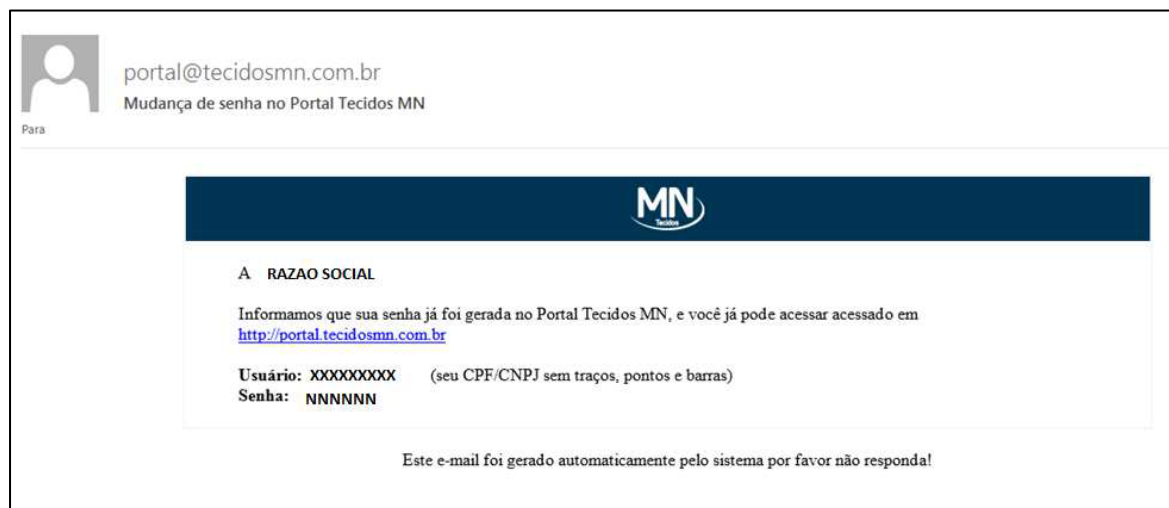 portal@tecidosmn.com.br
Mudança de senha no Portal Tecidos MN
Para
MN
Tecidos
A RAZAO SOCIAL
Informamos que sua senha já foi gerada no Portal Tecidos MN, e você já pode acessar acessado em
http://portal.tecidosmn.com.br
Usuário: XXXXXXXXX (seu CPF/CNPJ sem traços, pontos e barras)
Senha: NNNNNN
Este e-mail foi gerado automaticamente pelo sistema por favor não responda!